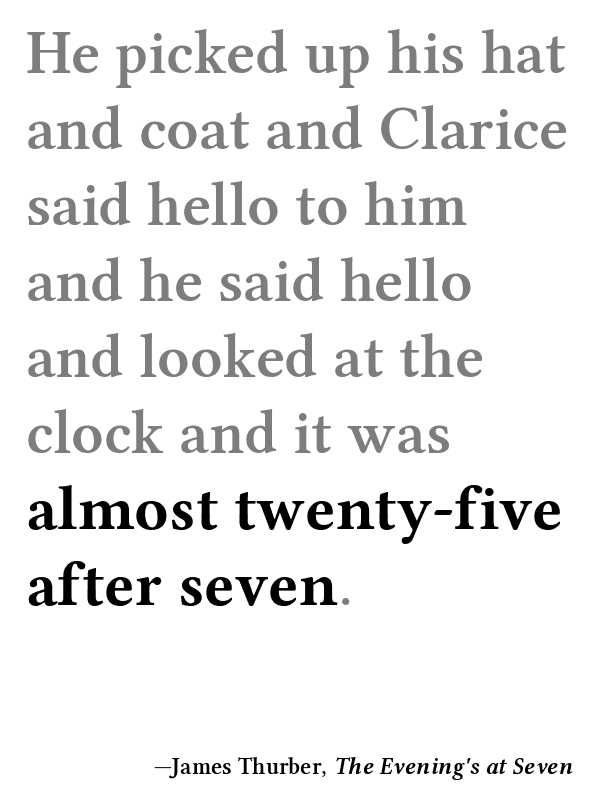 He picked up his hat
and coat and Clarice
said hello to him
and he said hello
and looked at the
clock and it was
almost twenty-five
after seven.
—James Thurber, The Evening's at Seven